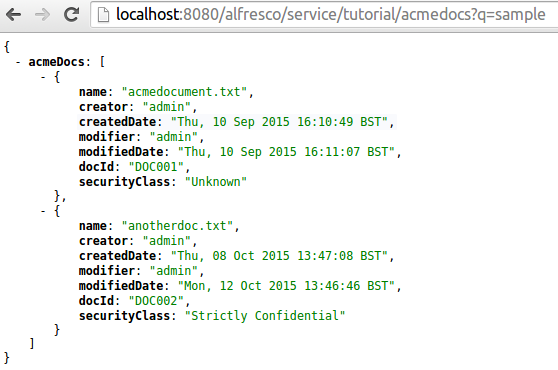 localhost:8080/alfresco/service/tutorial/acmedocs?q=sample
{
- acmeDocs: [
- {
name: "acmedocument.txt",
creator: "admin",
createdDate: "Thu, 10 Sep 2015 16:10:49 BST",
modifier: "admin",
modifiedDate: "Thu, 10 Sep 2015 16:11:07 BST",
docId: "DOC001",
securityClass: "Unknown"
},
- {
name: "anotherdoc.txt",
creator: "admin",
createdDate: "Thu, 08 Oct 2015 13:47:08 BST",
modifier: "admin",
modifiedDate: "Mon, 12 Oct 2015 13:46:46 BST",
docId: "DOC002",
securityClass: "Strictly Confidential"
}
]
}